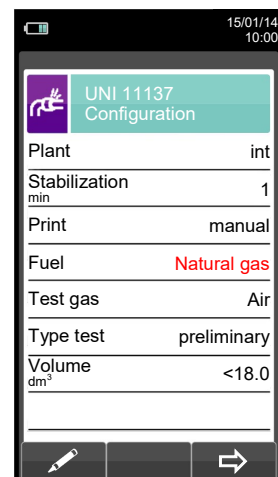 15/01/14
10:00
UNI 11137
Configuration
Plant int
Stabilization 1
min
Print manual
Fuel Natural gas
Test gas Air
Type test preliminary
Volume <18.0
dm³